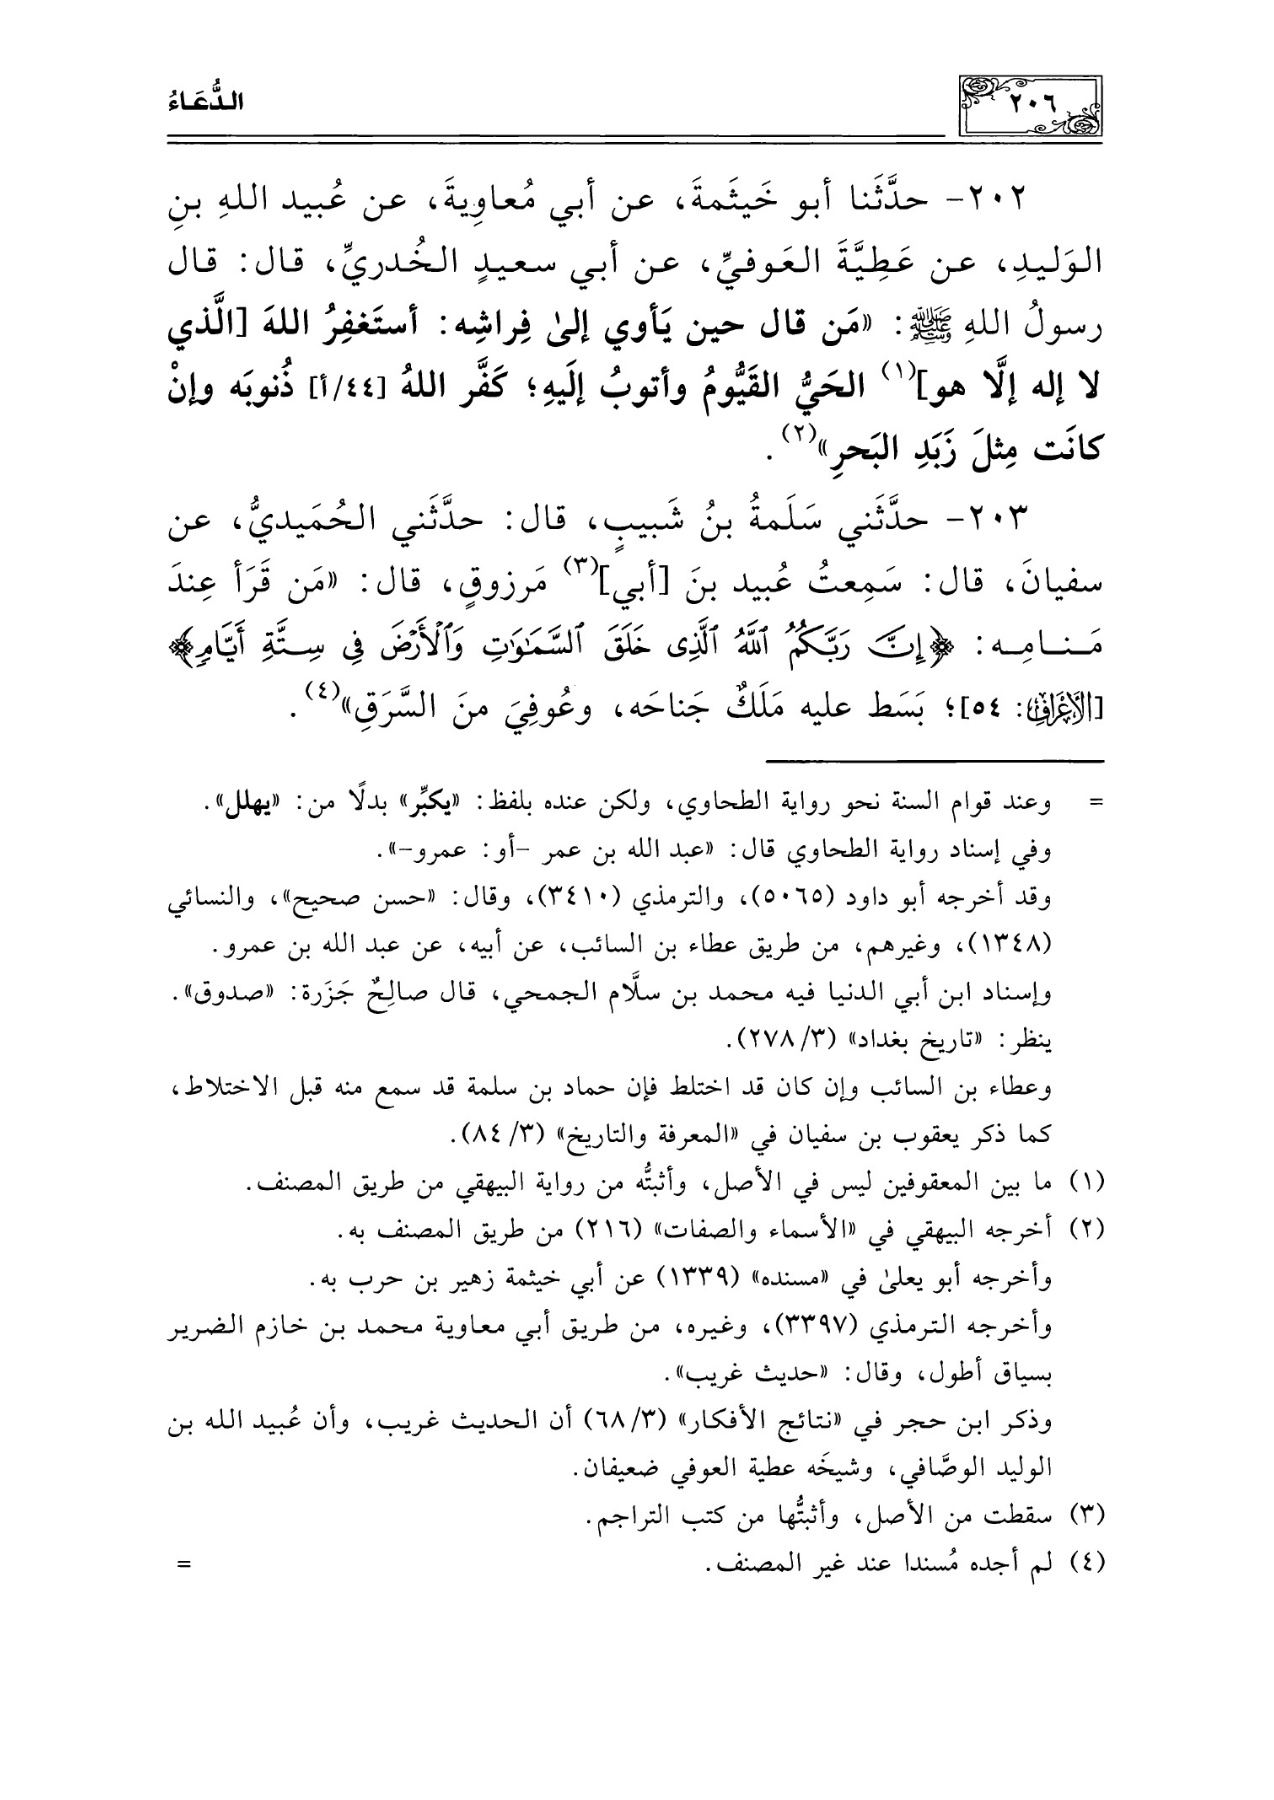 ٢٠٦
الدُّعَاءُ
٢٠٢- حدَّثَنا أبو خَيثَمةَ، عن أبي مُعاوِيةَ، عن عُبيد اللهِ بنِ
الوَليدِ، عن عَطِيَّةَ العَوفيِّ، عن أبي سعيدٍ الخُدريِّ، قال: قال
رسولُ اللهِ ﷺ: «مَن قال حين يَأوي إلىٰ فِراشِه: أستَغفِرُ اللهَ [الَّذي
لا إله إلَّا هو](١) الحَيُّ القَيُّومُ وأتوبُ إلَيهِ؛ كَفَّر اللهُ [٤٤/أ] ذُنوبَه وإنْ
كانَت مِثلَ زَبَدِ البَحرِ»(٢).
٢٠٣- حدَّثَني سَلَمةُ بنُ شَبيبٍ، قال: حدَّثَني الحُمَيديُّ، عن
سفيانَ، قال: سَمِعتُ عُبيد بنَ [أبي](٣) مَرزوقٍ، قال: «مَن قَرَأ عِندَ
مَنامِه: ﴿إِنَّ رَبَّكُمُ ٱللَّهُ ٱلَّذِى خَلَقَ ٱلسَّمَٰوَٰتِ وَٱلْأَرْضَ فِى سِتَّةِ أَيَّامٍ﴾
[الأعراف: ٥٤]؛ بَسَط عليه مَلَكٌ جَناحَه، وعُوفِيَ منَ السَّرَقِ»(٤).
= وعند قوام السنة نحو رواية الطحاوي، ولكن عنده بلفظ: «يكبِّر» بدلًا من: «يهلل».
وفي إسناد رواية الطحاوي قال: «عبد الله بن عمر -أو: عمرو-».
وقد أخرجه أبو داود (٥٠٦٥)، والترمذي (٣٤١٠)، وقال: «حسن صحيح»، والنسائي
(١٣٤٨)، وغيرهم، من طريق عطاء بن السائب، عن أبيه، عن عبد الله بن عمرو.
وإسناد ابن أبي الدنيا فيه محمد بن سلَّام الجمحي، قال صالِحٌ جَزَرة: «صدوق».
ينظر: «تاريخ بغداد» (٣/ ٢٧٨).
وعطاء بن السائب وإن كان قد اختلط فإن حماد بن سلمة قد سمع منه قبل الاختلاط،
كما ذكر يعقوب بن سفيان في «المعرفة والتاريخ» (٣/ ٨٤).
(١) ما بين المعقوفين ليس في الأصل، وأثبتُّه من رواية البيهقي من طريق المصنف.
(٢) أخرجه البيهقي في «الأسماء والصفات» (٢١٦) من طريق المصنف به.
وأخرجه أبو يعلىٰ في «مسنده» (١٣٣٩) عن أبي خيثمة زهير بن حرب به.
وأخرجه الترمذي (٣٣٩٧)، وغيره، من طريق أبي معاوية محمد بن خازم الضرير
بسياق أطول، وقال: «حديث غريب».
وذكر ابن حجر في «نتائج الأفكار» (٣/ ٦٨) أن الحديث غريب، وأن عُبيد الله بن
الوليد الوصَّافي، وشيخَه عطية العوفي ضعيفان.
(٣) سقطت من الأصل، وأثبتُّها من كتب التراجم.
(٤) لم أجده مُسندا عند غير المصنف. =